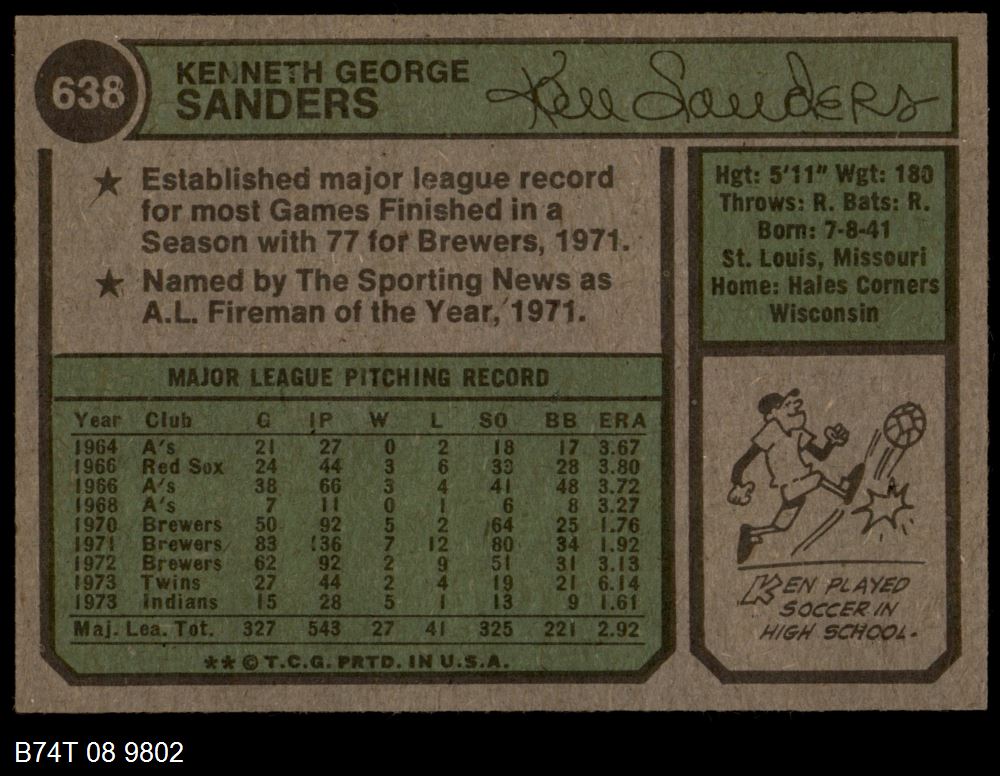 638
KENNETH GEORGE
SANDERS
Ken Sanders
★ Established major league record
for most Games Finished in a
Season with 77 for Brewers, 1971.
★ Named by The Sporting News as
A.L. Fireman of the Year, 1971.
Hgt: 5'11" Wgt: 180
Throws: R. Bats: R.
Born: 7-8-41
St. Louis, Missouri
Home: Hales Corners
Wisconsin
MAJOR LEAGUE PITCHING RECORD
Year Club G IP W L SO BB ERA
1964 A's 21 27 0 2 18 17 3.67
1966 Red Sox 24 44 3 6 33 28 3.80
1966 A's 38 66 3 4 41 48 3.72
1968 A's 7 11 0 1 6 8 3.27
1970 Brewers 50 92 5 2 64 25 1.76
1971 Brewers 83 136 7 12 80 34 1.92
1972 Brewers 62 92 2 9 51 31 3.13
1973 Twins 27 44 2 4 19 21 6.14
1973 Indians 15 28 5 1 13 9 1.61
Maj. Lea. Tot. 327 543 27 41 325 221 2.92
** © T.C.G. PRTD. IN U.S.A.
KEN PLAYED
SOCCER IN
HIGH SCHOOL.
B74T 08 9802